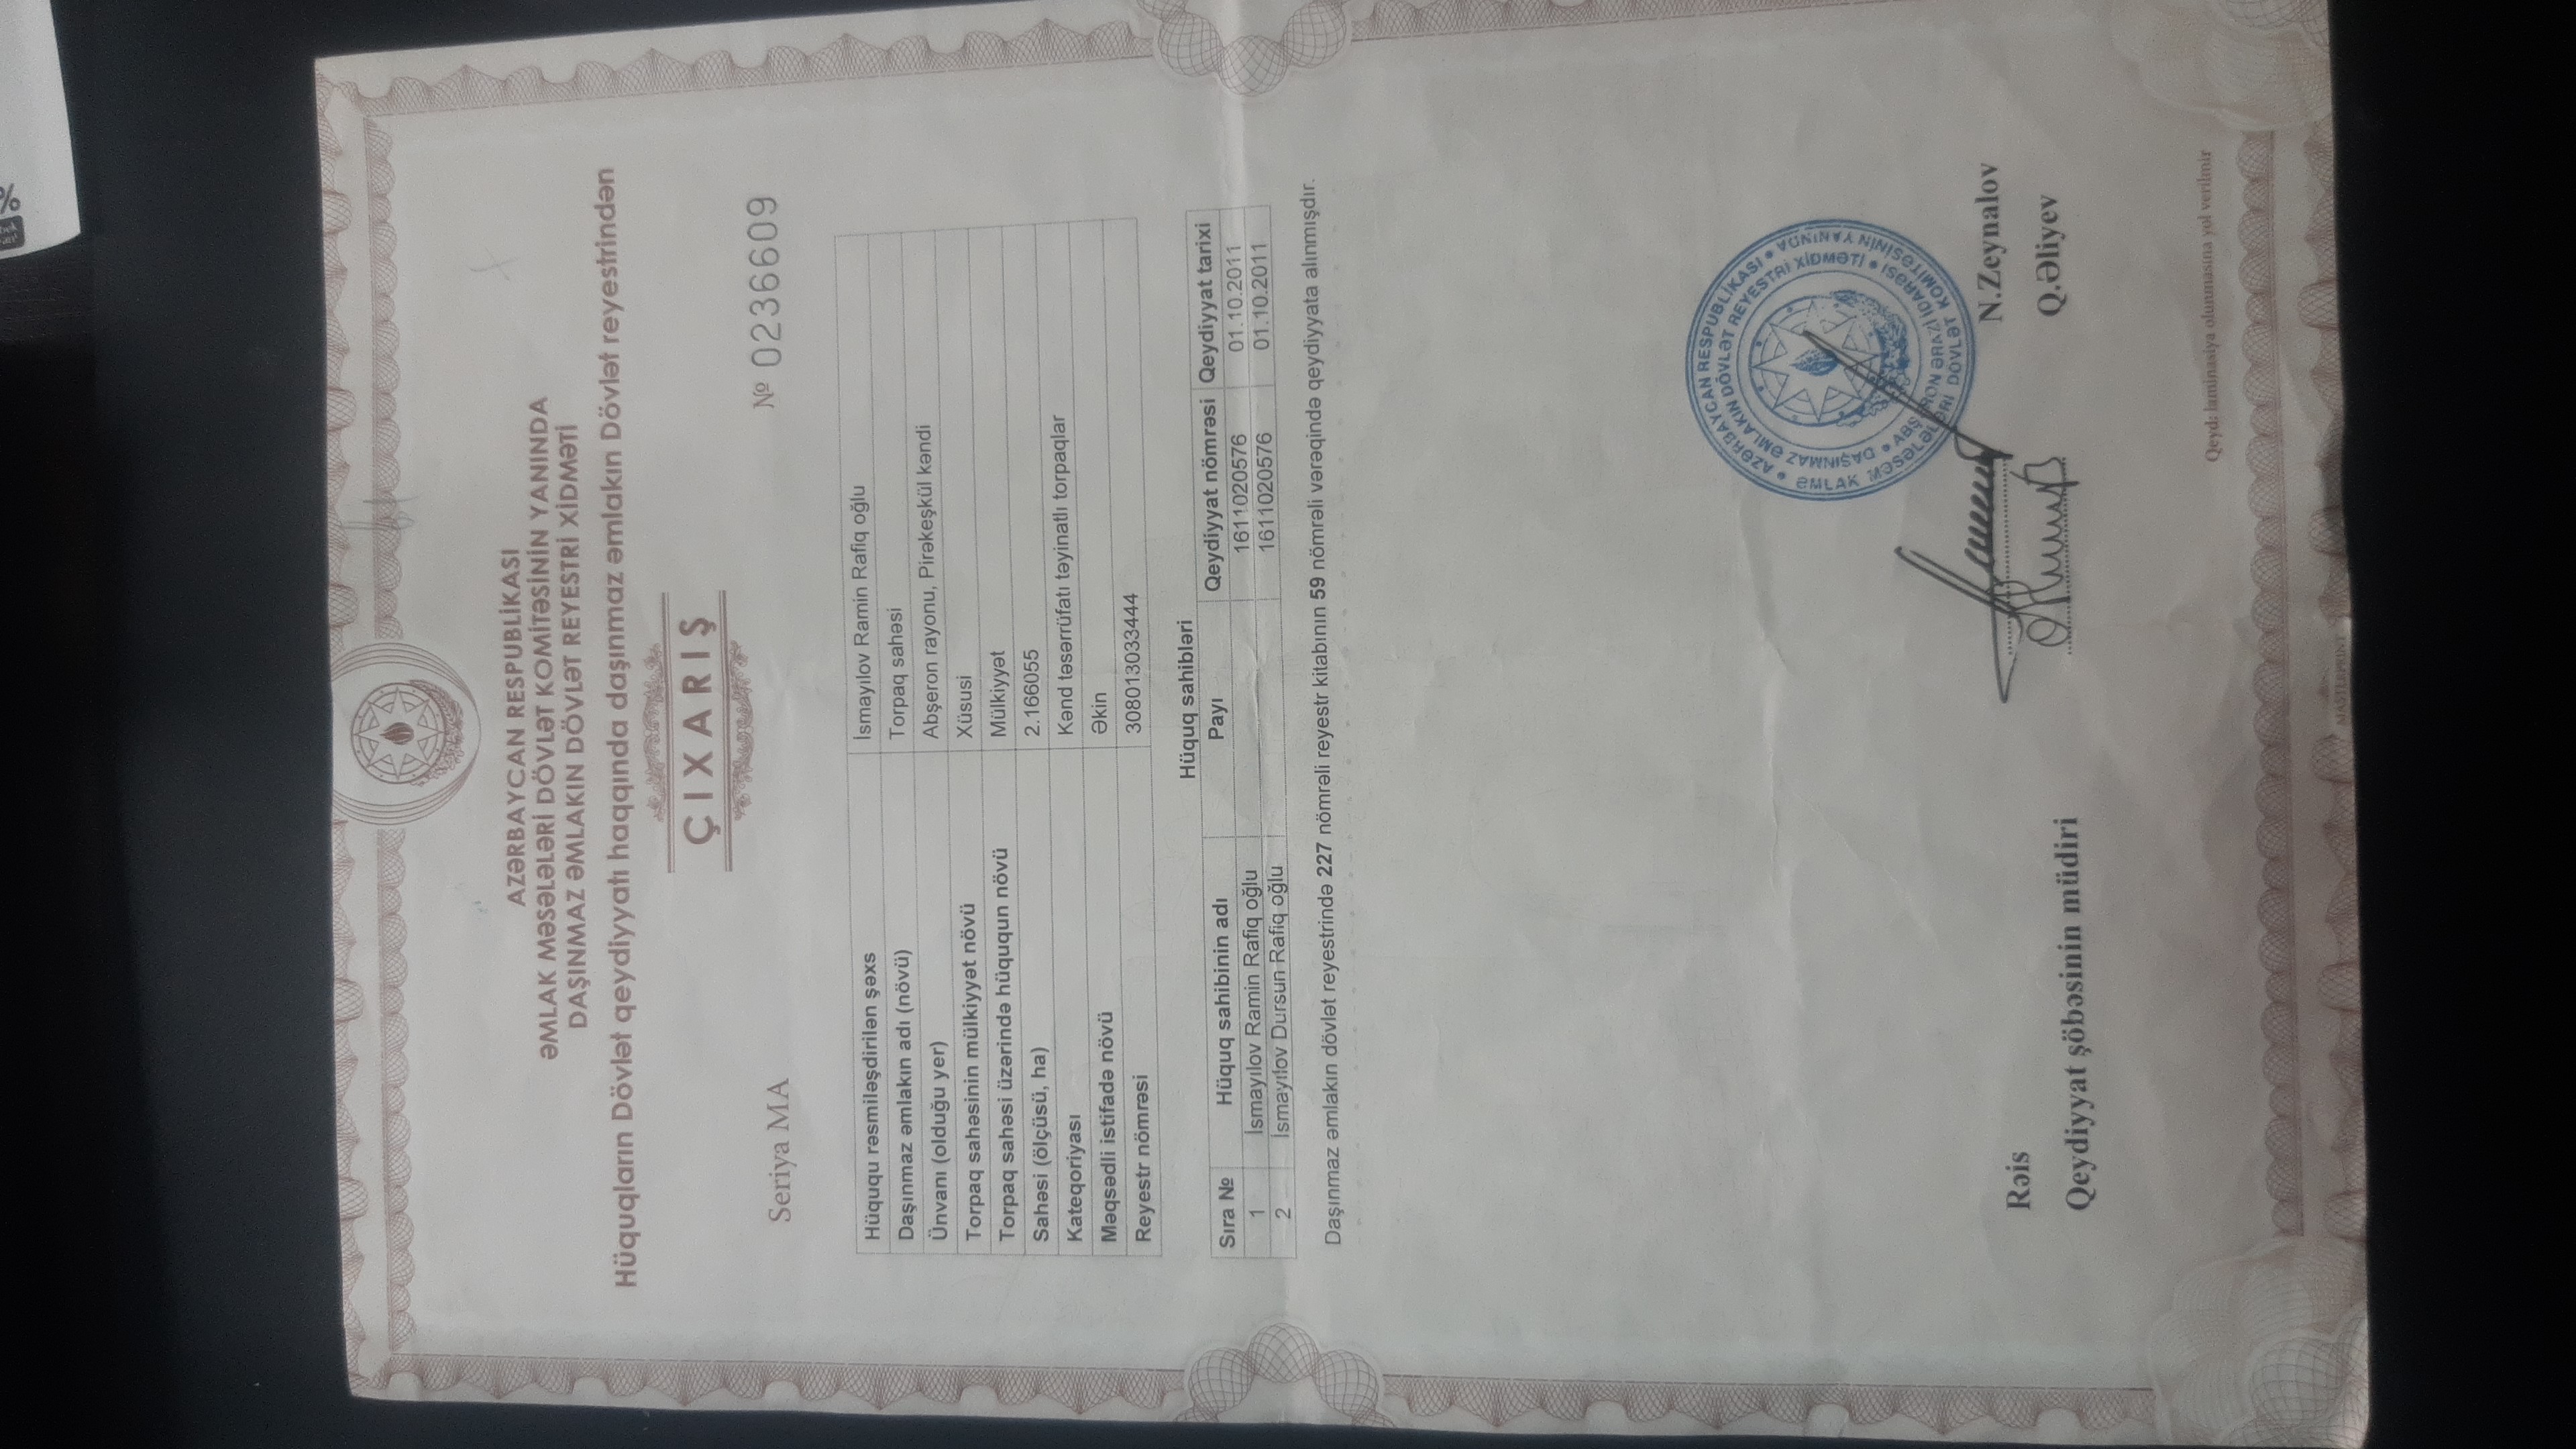 AZƏRBAYCAN RESPUBLİKASI
ƏMLAK MƏSƏLƏLƏRİ DÖVLƏT KOMİTƏSİNİN YANINDA
DAŞINMAZ ƏMLAKIN DÖVLƏT REYESTRİ XİDMƏTİ
Hüquqların Dövlət qeydiyyatı haqqında daşınmaz əmlakın Dövlət reyestrindən
ÇIXARIŞ
Seriya MA № 0236609
Hüququ rəsmiləşdirilən şəxs İsmayılov Ramin Rafiq oğlu
Daşınmaz əmlakın adı (növü) Torpaq sahəsi
Ünvanı (olduğu yer) Abşeron rayonu, Pirəkeşkül kəndi
Torpaq sahəsinin mülkiyyət növü Xüsusi
Torpaq sahəsi üzərində hüququn növü Mülkiyyət
Sahəsi (ölçüsü, ha) 2.166055
Kateqoriyası Kənd təsərrüfatı təyinatlı torpaqlar
Məqsədli istifadə növü Əkin
Reyestr nömrəsi 308013033444
Hüquq sahibləri
Sıra № Hüquq sahibinin adı Payı Qeydiyyat nömrəsi Qeydiyyat tarixi
1 İsmayılov Ramin Rafiq oğlu 1611020576 01.10.2011
2 İsmayılov Dursun Rafiq oğlu 1611020576 01.10.2011
Daşınmaz əmlakın dövlət reyestrində 227 nömrəli reyestr kitabının 59 nömrəli vərəqində qeydiyyata alınmışdır.
AZƏRBAYCAN RESPUBLİKASI • ƏMLAK MƏSƏLƏLƏRİ DÖVLƏT KOMİTƏSİNİN YANINDA
DAŞINMAZ ƏMLAKIN DÖVLƏT REYESTRİ XİDMƏTİ • ABŞERON ƏRAZİ İDARƏSİ
Rəis N.Zeynalov
Qeydiyyat şöbəsinin müdiri Q.Əliyev
Qeyd: laminasiya olunmasına yol verilmir